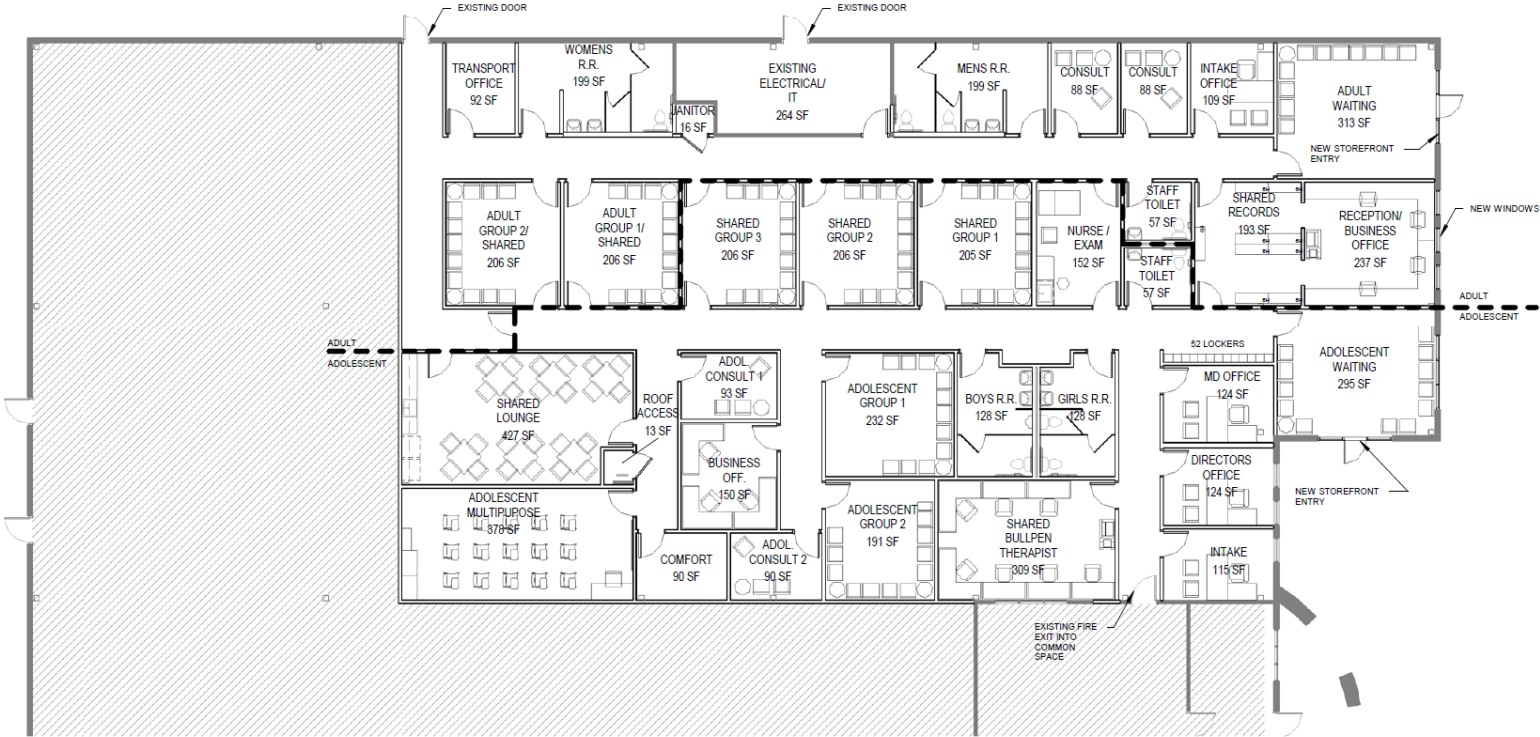 EXISTING DOOR
EXISTING DOOR
TRANSPORT
OFFICE
92 SF
WOMENS
R.R.
199 SF
JANITOR
16 SF
EXISTING
ELECTRICAL/
IT
264 SF
MENS R.R.
199 SF
CONSULT
88 SF
CONSULT
88 SF
INTAKE
OFFICE
109 SF
ADULT
WAITING
313 SF
NEW STOREFRONT
ENTRY
ADULT
GROUP 2/
SHARED
206 SF
ADULT
GROUP 1/
SHARED
206 SF
SHARED
GROUP 3
206 SF
SHARED
GROUP 2
206 SF
SHARED
GROUP 1
205 SF
NURSE /
EXAM
152 SF
STAFF
TOILET
57 SF
STAFF
TOILET
57 SF
SHARED
RECORDS
193 SF
RECEPTION/
BUSINESS
OFFICE
237 SF
NEW WINDOWS
ADULT
ADOLESCENT
ADULT
ADOLESCENT
SHARED
LOUNGE
427 SF
ROOF
ACCESS
13 SF
ADOL.
CONSULT 1
93 SF
BUSINESS
OFF.
150 SF
ADOLESCENT
GROUP 1
232 SF
BOYS R.R.
128 SF
GIRLS R.R.
128 SF
52 LOCKERS
MD OFFICE
124 SF
ADOLESCENT
WAITING
295 SF
DIRECTORS
OFFICE
124 SF
NEW STOREFRONT
ENTRY
ADOLESCENT
MULTIPUPOSE
378 SF
COMFORT
90 SF
ADOL.
CONSULT 2
90 SF
ADOLESCENT
GROUP 2
191 SF
SHARED
BULLPEN
THERAPIST
309 SF
INTAKE
115 SF
EXISTING FIRE
EXIT INTO
COMMON
SPACE